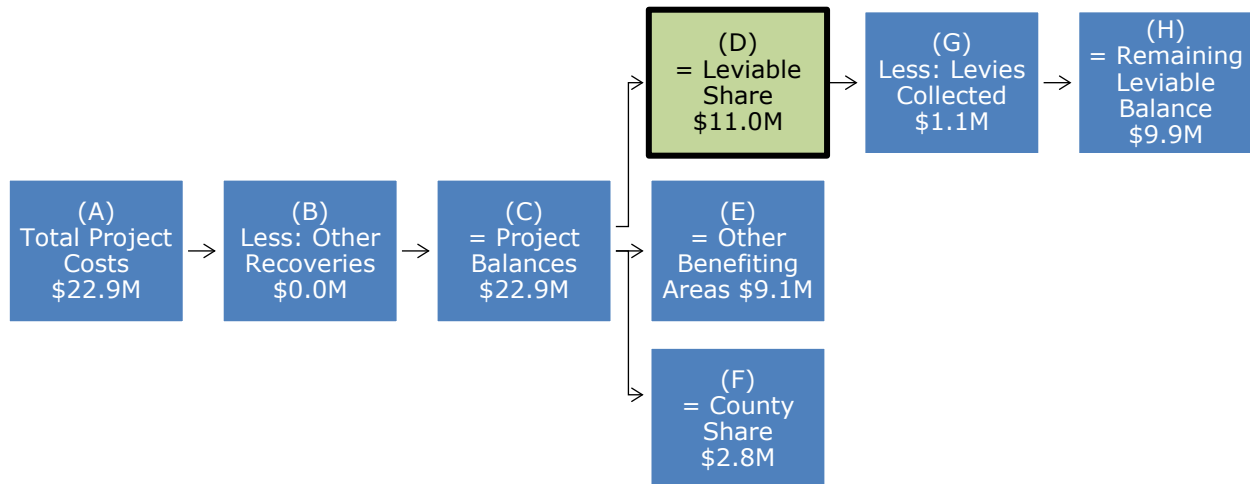 (A)
Total Project
Costs
$22.9M
(B)
Less: Other
Recoveries
$0.0M
(C)
= Project
Balances
$22.9M
(D)
= Leviable
Share
$11.0M
(E)
= Other
Benefiting
Areas $9.1M
(F)
= County
Share
$2.8M
(G)
Less: Levies
Collected
$1.1M
(H)
= Remaining
Leviable
Balance
$9.9M